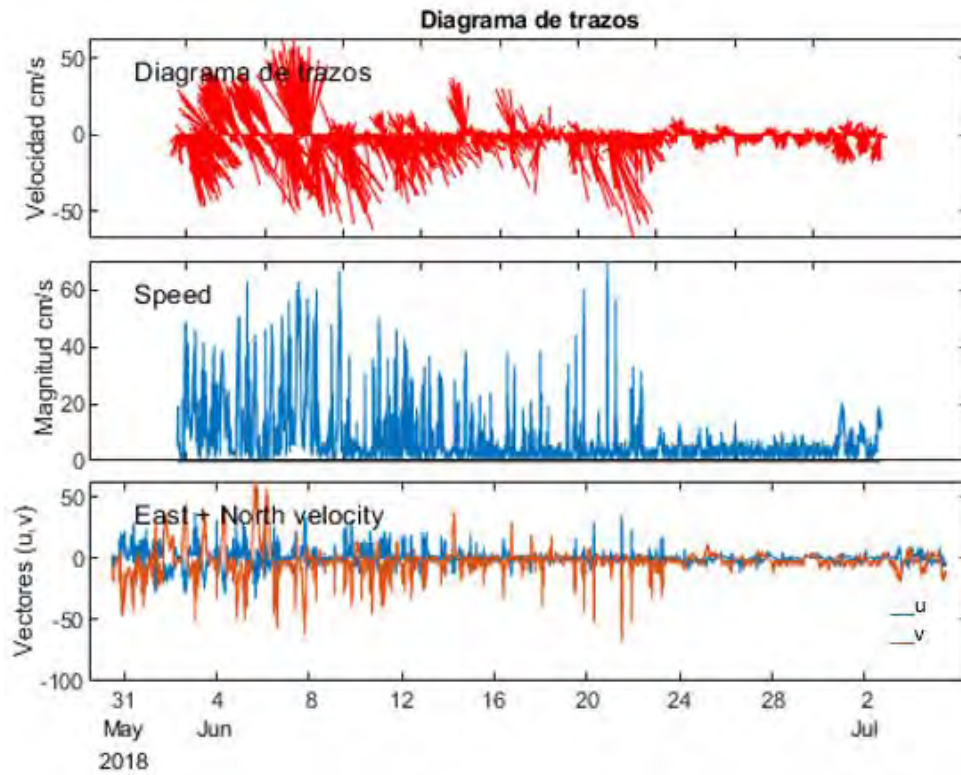 Diagrama de trazos
50
Diagrama de trazos
0
-50
Velocidad cm/s
60
Speed
40
20
0
Magnitud cm/s
50
East + North velocity
0
-50
-100
Vectores (u,v)
__u
__v
31 4 8 12 16 20 24 28 2
May Jun Jul
2018